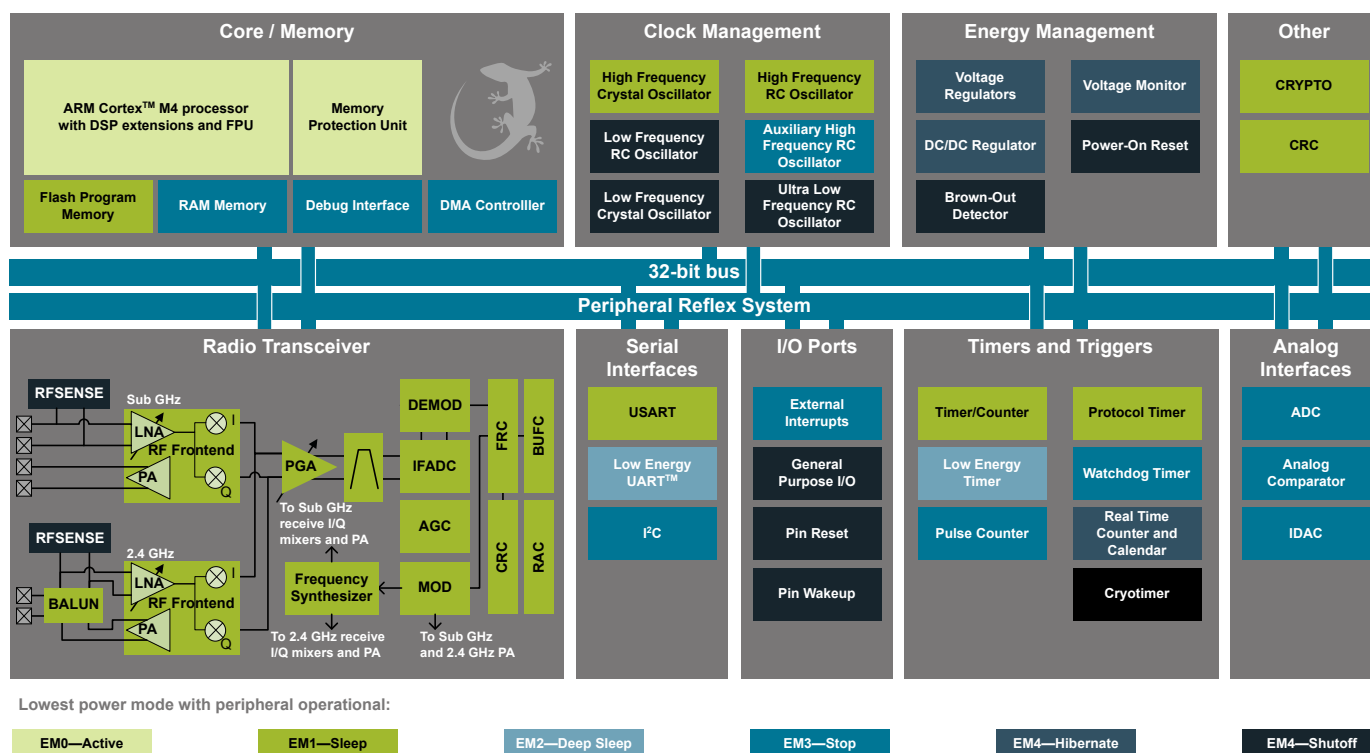 Core / Memory
ARM Cortex™ M4 processor
with DSP extensions and FPU
Memory
Protection Unit
Flash Program
Memory
RAM Memory
Debug Interface
DMA Controlller
Clock Management
High Frequency
Crystal Oscillator
High Frequency
RC Oscillator
Low Frequency
RC Oscillator
Auxiliary High
Frequency RC
Oscillator
Low Frequency
Crystal Oscillator
Ultra Low
Frequency RC
Oscillator
Energy Management
Voltage
Regulators
Voltage Monitor
DC/DC Regulator
Power-On Reset
Brown-Out
Detector
Other
CRYPTO
CRC
32-bit bus
Peripheral Reflex System
Radio Transceiver
RFSENSE
Sub GHz
LNA
I
RF Frontend
PA
Q
RFSENSE
2.4 GHz
LNA
I
BALUN
RF Frontend
PA
Q
PGA
To Sub GHz
receive I/Q
mixers and PA
Frequency
Synthesizer
To 2.4 GHz receive
I/Q mixers and PA
DEMOD
IFADC
AGC
MOD
To Sub GHz
and 2.4 GHz PA
FRC
BUFC
CRC
RAC
Serial
Interfaces
USART
Low Energy
UART™
I²C
I/O Ports
External
Interrupts
General
Purpose I/O
Pin Reset
Pin Wakeup
Timers and Triggers
Timer/Counter
Protocol Timer
Low Energy
Timer
Watchdog Timer
Pulse Counter
Real Time
Counter and
Calendar
Cryotimer
Analog
Interfaces
ADC
Analog
Comparator
IDAC
Lowest power mode with peripheral operational:
EM0—Active
EM1—Sleep
EM2—Deep Sleep
EM3—Stop
EM4—Hibernate
EM4—Shutoff